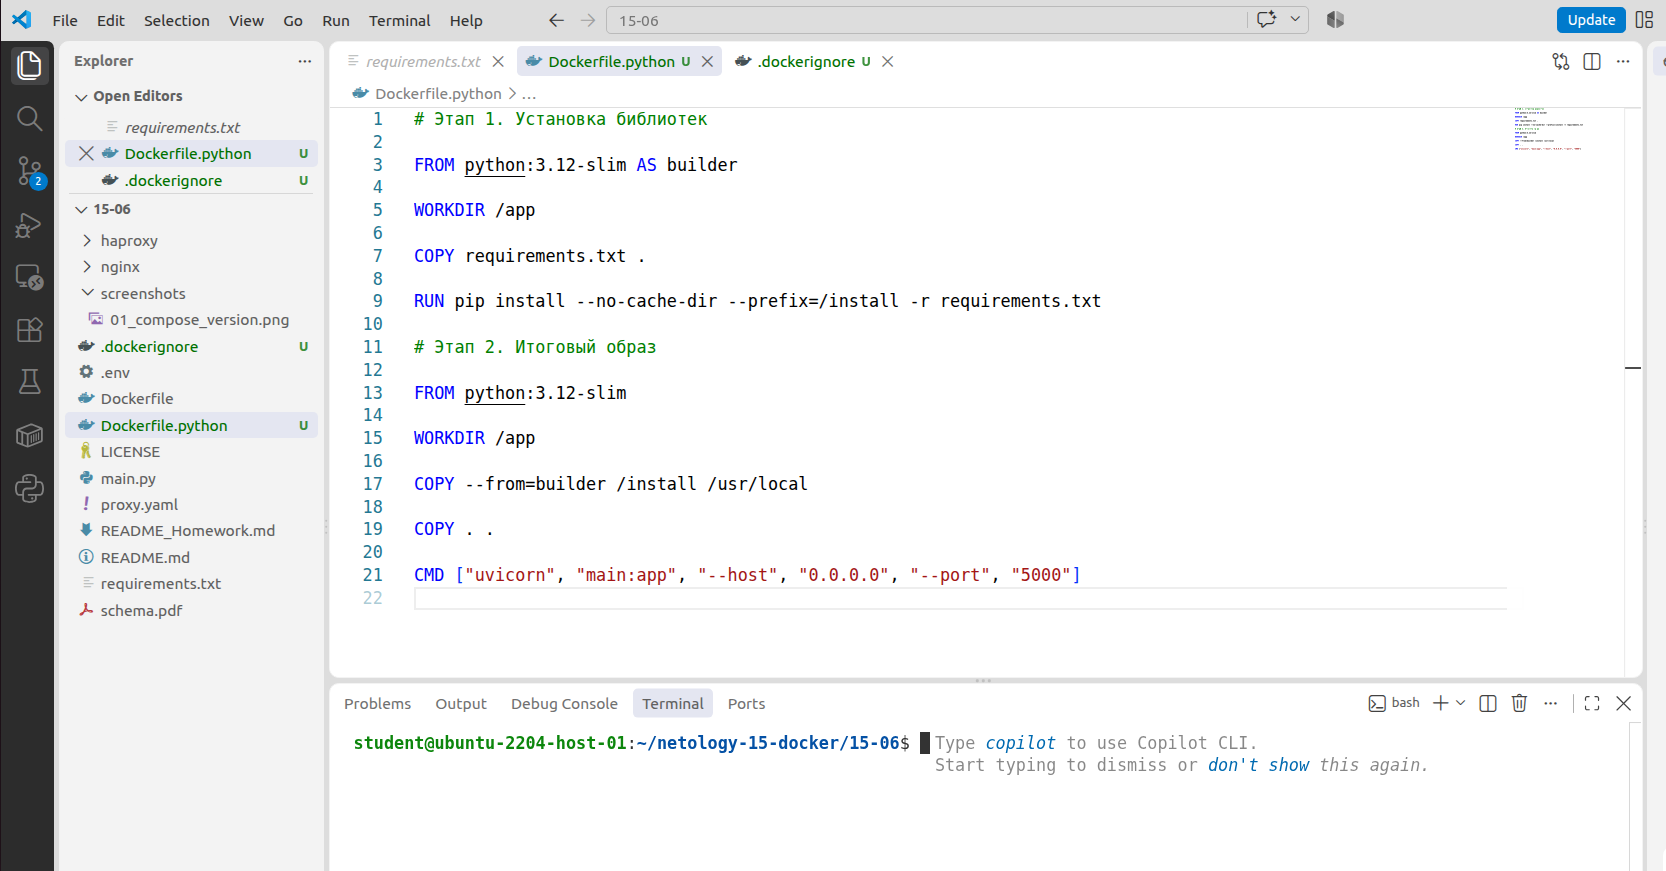 File Edit Selection View Go Run Terminal Help
15-06
Update
Explorer
Open Editors
requirements.txt
Dockerfile.python U
.dockerignore U
15-06
haproxy
nginx
screenshots
01_compose_version.png
.dockerignore U
.env
Dockerfile
Dockerfile.python U
LICENSE
main.py
proxy.yaml
README_Homework.md
README.md
requirements.txt
schema.pdf
2
requirements.txt Dockerfile.python U .dockerignore U
Dockerfile.python > ...
1 # Этап 1. Установка библиотек
2
3 FROM python:3.12-slim AS builder
4
5 WORKDIR /app
6
7 COPY requirements.txt .
8
9 RUN pip install --no-cache-dir --prefix=/install -r requirements.txt
10
11 # Этап 2. Итоговый образ
12
13 FROM python:3.12-slim
14
15 WORKDIR /app
16
17 COPY --from=builder /install /usr/local
18
19 COPY . .
20
21 CMD ["uvicorn", "main:app", "--host", "0.0.0.0", "--port", "5000"]
22
Problems Output Debug Console Terminal Ports
bash
student@ubuntu-2204-host-01:~/netology-15-docker/15-06$ Type copilot to use Copilot CLI.
Start typing to dismiss or don't show this again.